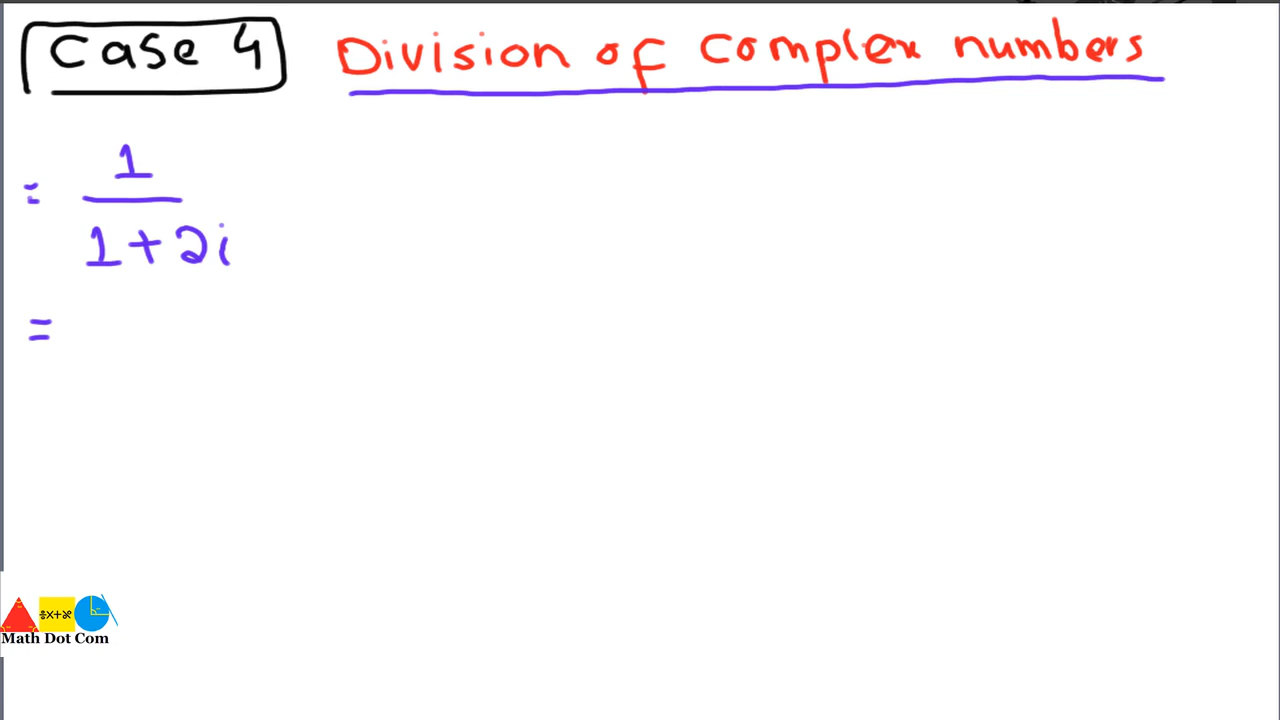 Case 4 Division of complex numbers
= 1
1+2i
=
÷x+
Math Dot Com